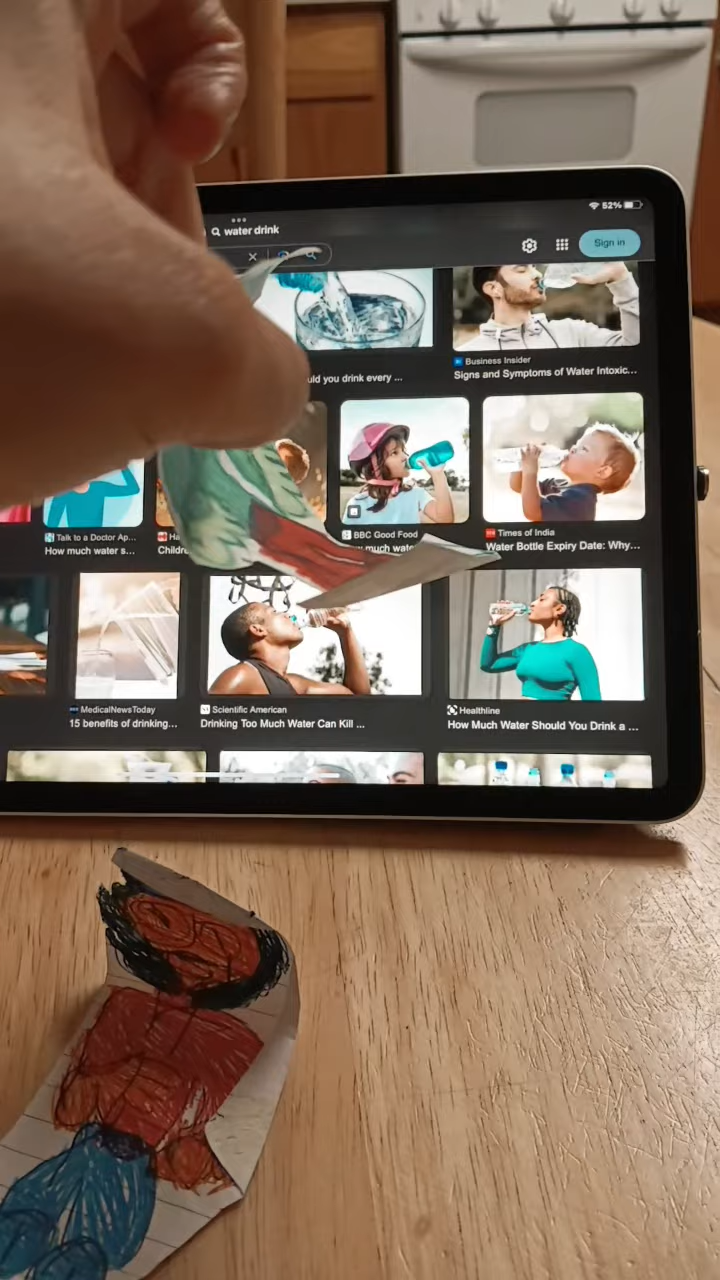 52%
water drink
Sign in
uld you drink every ...
Business Insider
Signs and Symptoms of Water Intoxic...
Talk to a Doctor Ap...
How much water s...
Ha
Childre
BBC Good Food
much wate
Times of India
Water Bottle Expiry Date: Why...
MedicalNewsToday
15 benefits of drinking...
Scientific American
Drinking Too Much Water Can Kill ...
Healthline
How Much Water Should You Drink a ...